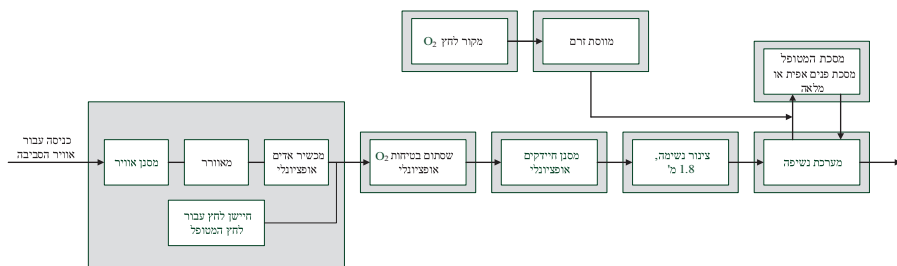 מקור לחץ O₂
מווסת זרם
מסכת המטופל
מסכת פנים אפית או
מלאה
כניסה עבור
אוויר הסביבה
מסנן אוויר
מאוורר
מכשיר אדים
אופציונלי
שסתום בטיחות O₂
אופציונלי
מסנן חיידקים
אופציונלי
צינור נשימה,
1.8 מ'
מערכת נשיפה
חיישן לחץ עבור
לחץ המטופל